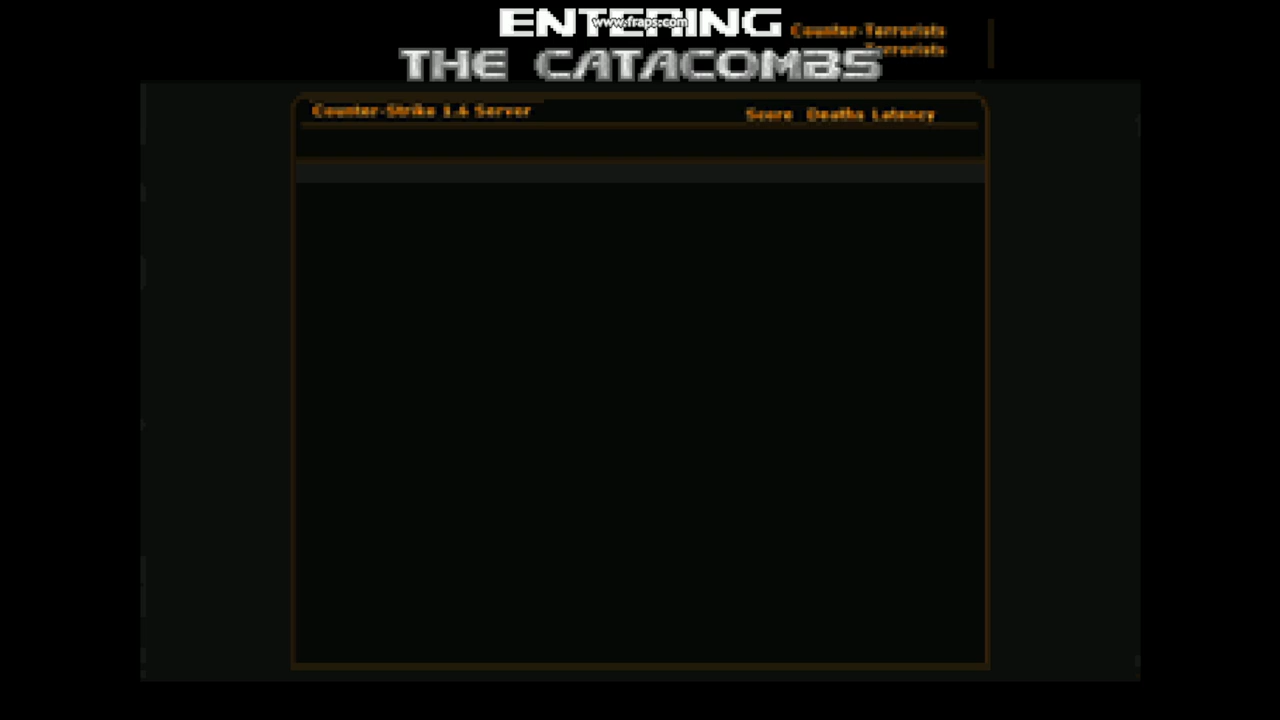 ENTERING
www.fraps.com
THE CATACOMBS
Counter-Terrorists
Terrorists
Counter-Strike 1.6 Server
Score Deaths Latency